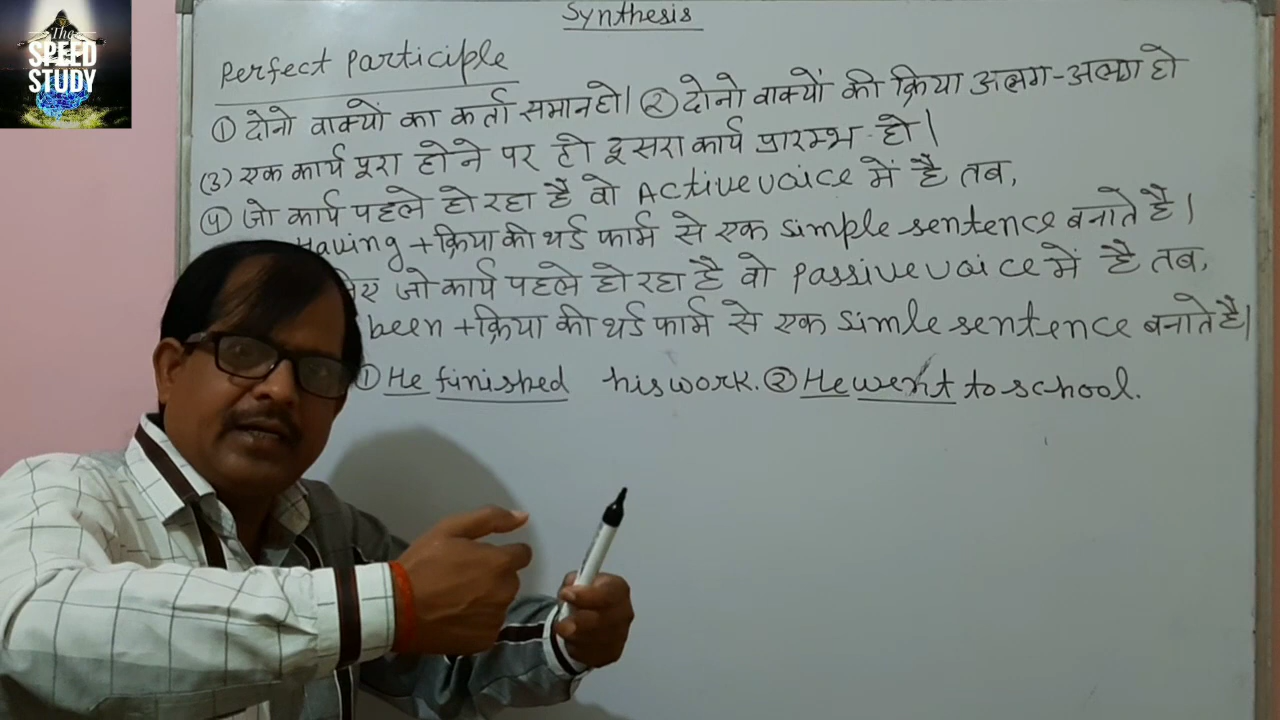 The
SPEED
STUDY
Synthesis
Perfect Participle
① दोनो वाक्यों का कर्ता समान हो। ② दोनो वाक्यों की क्रिया अलग-अलग हो
(3) एक कार्य पूरा होने पर ही दूसरा कार्य प्रारम्भ हो।
④ जो कार्य पहले हो रहा है वो Active voice में है तब,
Having + क्रिया की थर्ड फार्म से एक simple sentence बनाते है।
जो कार्य पहले हो रहा है वो Passive voice में है तब,
been + क्रिया की थर्ड फार्म से एक simle sentence बनाते है।
① He finished his work. ② He went to school.